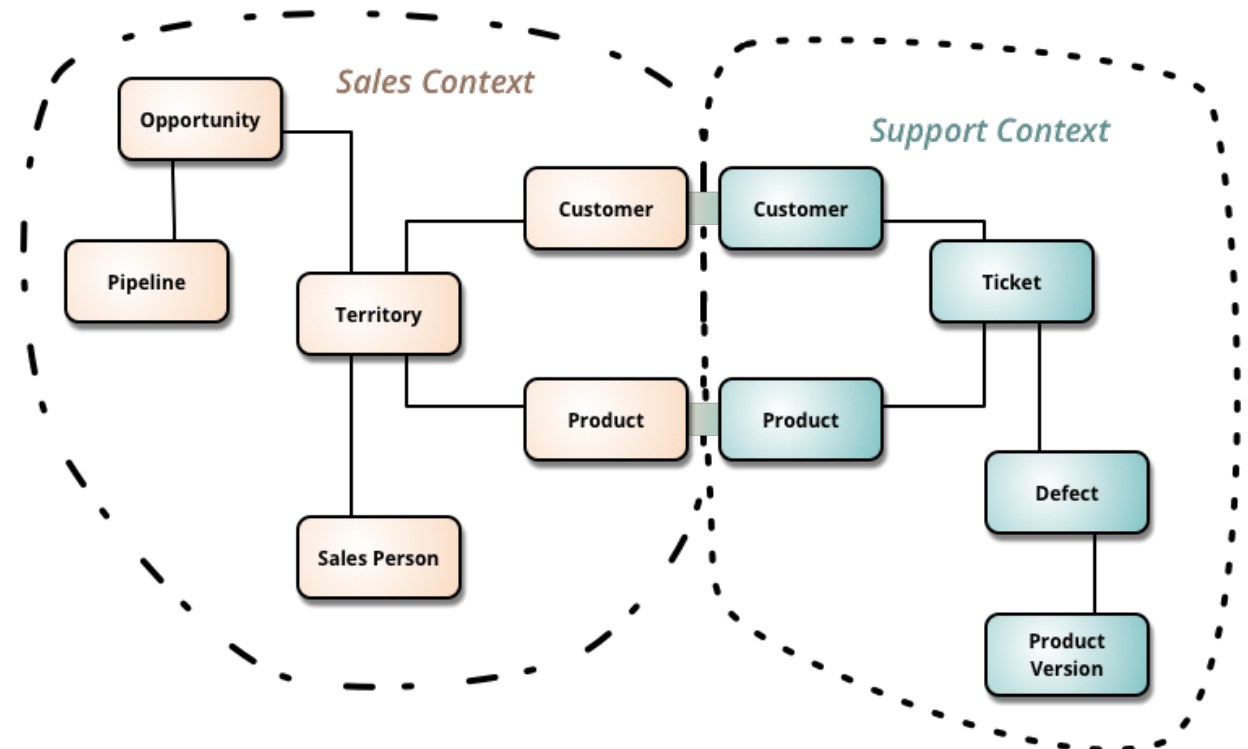 Sales Context
Opportunity
Support Context
Customer
Customer
Pipeline
Ticket
Territory
Product
Product
Defect
Sales Person
Product
Version